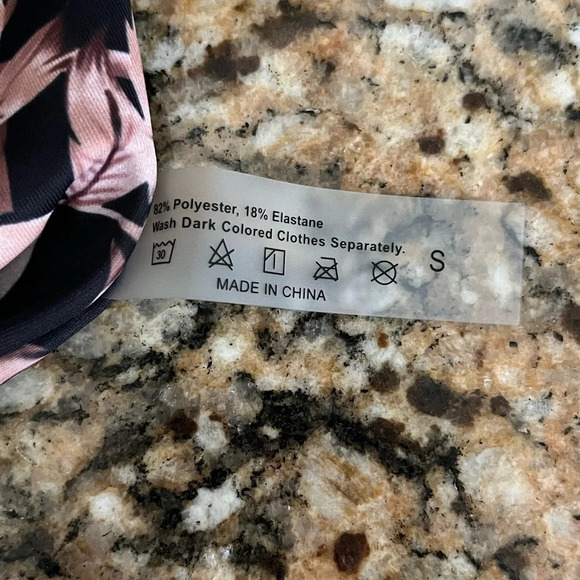 82% Polyester, 18% Elastane
Wash Dark Colored Clothes Separately.
30
S
MADE IN CHINA